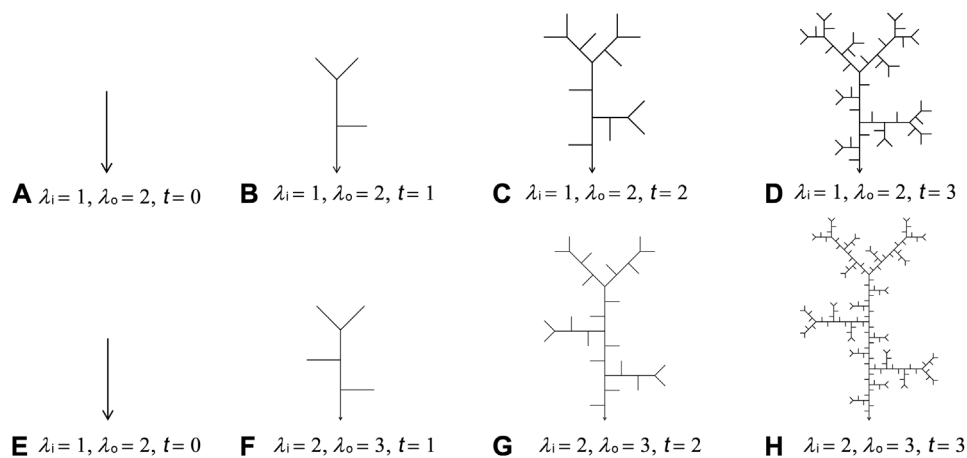 A λi = 1, λo = 2, t = 0
B λi = 1, λo = 2, t = 1
C λi = 1, λo = 2, t = 2
D λi = 1, λo = 2, t = 3
E λi = 1, λo = 2, t = 0
F λi = 2, λo = 3, t = 1
G λi = 2, λo = 3, t = 2
H λi = 2, λo = 3, t = 3